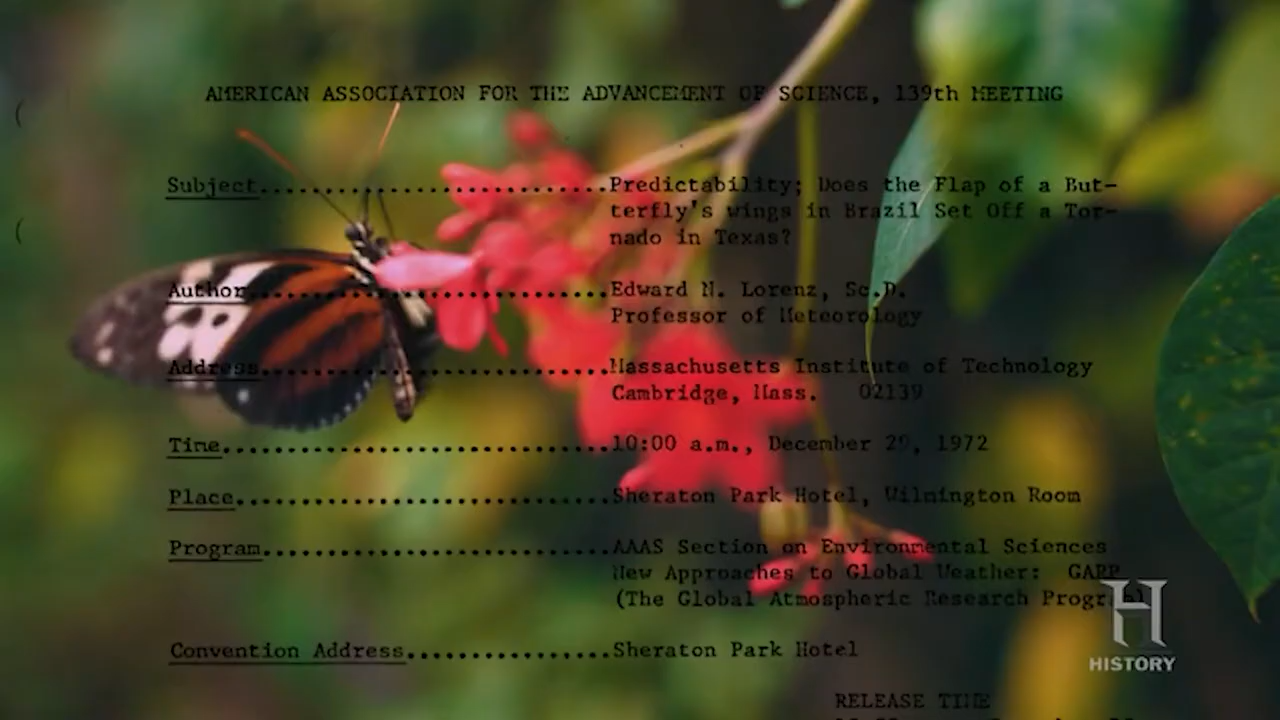 AMERICAN ASSOCIATION FOR THE ADVANCEMENT OF SCIENCE, 139th MEETING
Subject..............................Predictability; Does the Flap of a But-
terfly's wings in Brazil Set Off a Tor-
nado in Texas?
Author...............................Edward N. Lorenz, Sc.D.
Professor of Meteorology
Address..............................Massachusetts Institute of Technology
Cambridge, Mass. 02139
Time.................................10:00 a.m., December 29, 1972
Place................................Sheraton Park Hotel, Wilmington Room
Program..............................AAAS Section on Environmental Sciences
New Approaches to Global Weather: GARP
(The Global Atmospheric Research Program)
Convention Address...................Sheraton Park Hotel
H
HISTORY
RELEASE TIME